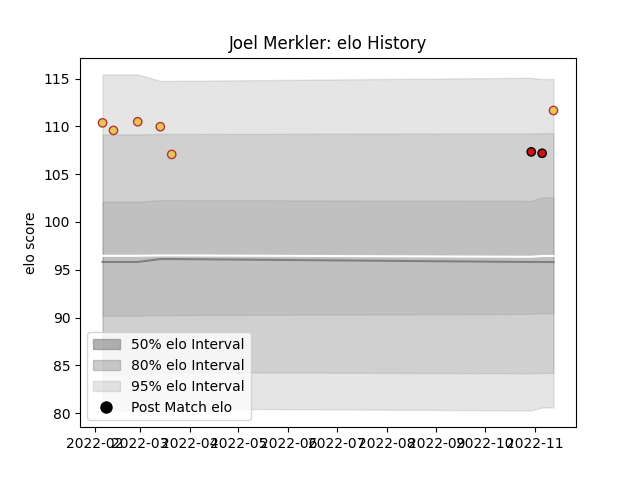 Joel Merkler: elo History
elo score
115
110
105
100
95
90
85
80
50% elo Interval
80% elo Interval
95% elo Interval
Post Match elo
2022-02 2022-03 2022-04 2022-05 2022-06 2022-07 2022-08 2022-09 2022-10 2022-11